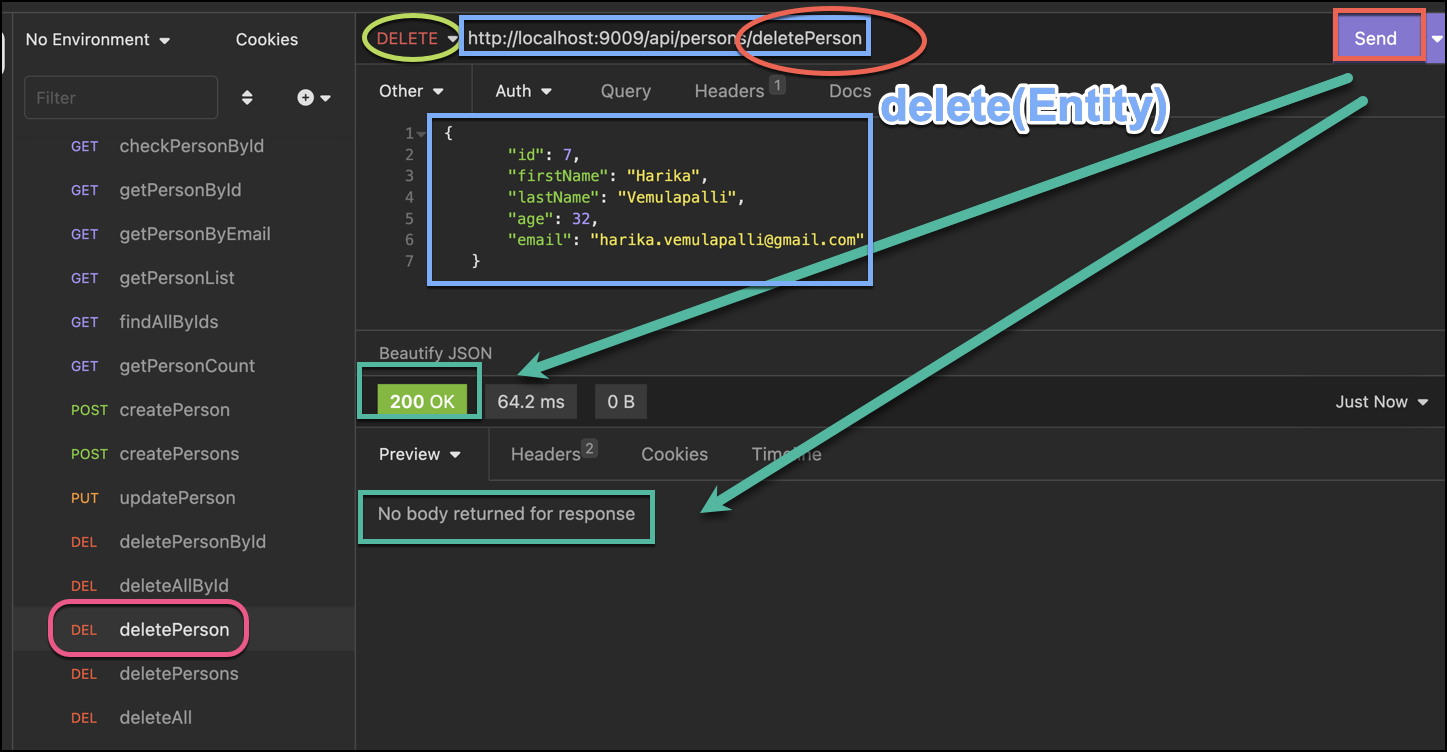 No Environment
Cookies
DELETE
http://localhost:9009/api/persons/deletePerson
Send
Filter
Other
Auth
Query
Headers 1
Docs
delete(Entity)
1 {
2 "id": 7,
3 "firstName": "Harika",
4 "lastName": "Vemulapalli",
5 "age": 32,
6 "email": "harika.vemulapalli@gmail.com"
7 }
Beautify JSON
200 OK
64.2 ms
0 B
Just Now
Preview
Headers 2
Cookies
Timeline
No body returned for response
GET checkPersonById
GET getPersonById
GET getPersonByEmail
GET getPersonList
GET findAllByIds
GET getPersonCount
POST createPerson
POST createPersons
PUT updatePerson
DEL deletePersonById
DEL deleteAllById
DEL deletePerson
DEL deletePersons
DEL deleteAll